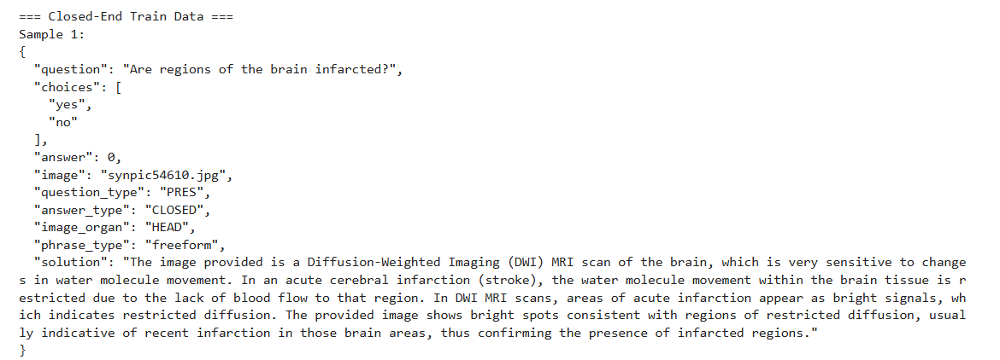 === Closed-End Train Data ===
Sample 1:
{
  "question": "Are regions of the brain infarcted?",
  "choices": [
    "yes",
    "no"
  ],
  "answer": 0,
  "image": "synpic54610.jpg",
  "question_type": "PRES",
  "answer_type": "CLOSED",
  "image_organ": "HEAD",
  "phrase_type": "freeform",
  "solution": "The image provided is a Diffusion-Weighted Imaging (DWI) MRI scan of the brain, which is very sensitive to change
s in water molecule movement. In an acute cerebral infarction (stroke), the water molecule movement within the brain tissue is r
estricted due to the lack of blood flow to that region. In DWI MRI scans, areas of acute infarction appear as bright signals, wh
ich indicates restricted diffusion. The provided image shows bright spots consistent with regions of restricted diffusion, usual
ly indicative of recent infarction in those brain areas, thus confirming the presence of infarcted regions."
}